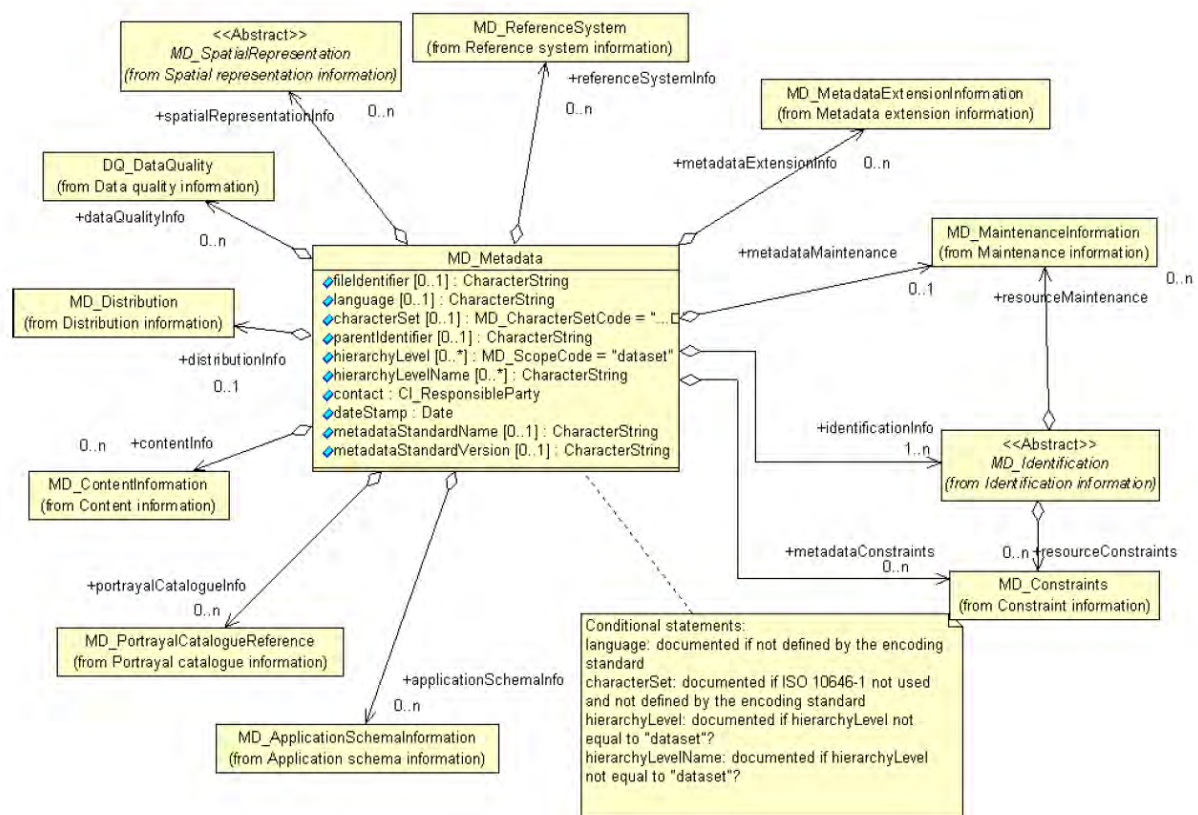 <<Abstract>>
MD_SpatialRepresentation
(from Spatial representation information)
MD_ReferenceSystem
(from Reference system information)
+spatialRepresentationInfo
0..n
+referenceSystemInfo
0..n
MD_MetadataExtensionInformation
(from Metadata extension information)
+metadataExtensionInfo
0..n
DQ_DataQuality
(from Data quality information)
+dataQualityInfo
0..n
MD_Metadata
fileIdentifier [0..1] : CharacterString
language [0..1] : CharacterString
characterSet [0..1] : MD_CharacterSetCode = "...
parentIdentifier [0..1] : CharacterString
hierarchyLevel [0..*] : MD_ScopeCode = "dataset"
hierarchyLevelName [0..*] : CharacterString
contact : CI_ResponsibleParty
dateStamp : Date
metadataStandardName [0..1] : CharacterString
metadataStandardVersion [0..1] : CharacterString
MD_MaintenanceInformation
(from Maintenance information)
+metadataMaintenance
0..1
+resourceMaintenance
0..n
MD_Distribution
(from Distribution information)
+distributionInfo
0..1
0..n
+contentInfo
MD_ContentInformation
(from Content information)
+identificationInfo
1..n
<<Abstract>>
MD_Identification
(from Identification information)
+metadataConstraints
0..n
0..n
+resourceConstraints
MD_Constraints
(from Constraint information)
+portrayalCatalogueInfo
0..n
MD_PortrayalCatalogueReference
(from Portrayal catalogue information)
+applicationSchemaInfo
0..n
MD_ApplicationSchemaInformation
(from Application schema information)
Conditional statements:
language: documented if not defined by the encoding
standard
characterSet: documented if ISO 10646-1 not used
and not defined by the encoding standard
hierarchyLevel: documented if hierarchyLevel not
equal to "dataset"?
hierarchyLevelName: documented if hierarchyLevel
not equal to "dataset"?